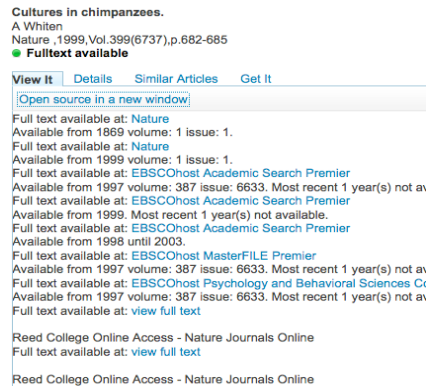 Cultures in chimpanzees.
A Whiten
Nature ,1999,Vol.399(6737),p.682-685
Fulltext available
View It Details Similar Articles Get It
Open source in a new window
Full text available at: Nature
Available from 1869 volume: 1 issue: 1.
Full text available at: Nature
Available from 1999 volume: 1 issue: 1.
Full text available at: EBSCOhost Academic Search Premier
Available from 1997 volume: 387 issue: 6633. Most recent 1 year(s) not av
Full text available at: EBSCOhost Academic Search Premier
Available from 1999. Most recent 1 year(s) not available.
Full text available at: EBSCOhost Academic Search Premier
Available from 1998 until 2003.
Full text available at: EBSCOhost MasterFILE Premier
Available from 1997 volume: 387 issue: 6633. Most recent 1 year(s) not av
Full text available at: EBSCOhost Psychology and Behavioral Sciences Co
Available from 1997 volume: 387 issue: 6633. Most recent 1 year(s) not av
Full text available at: view full text
Reed College Online Access - Nature Journals Online
Full text available at: view full text
Reed College Online Access - Nature Journals Online